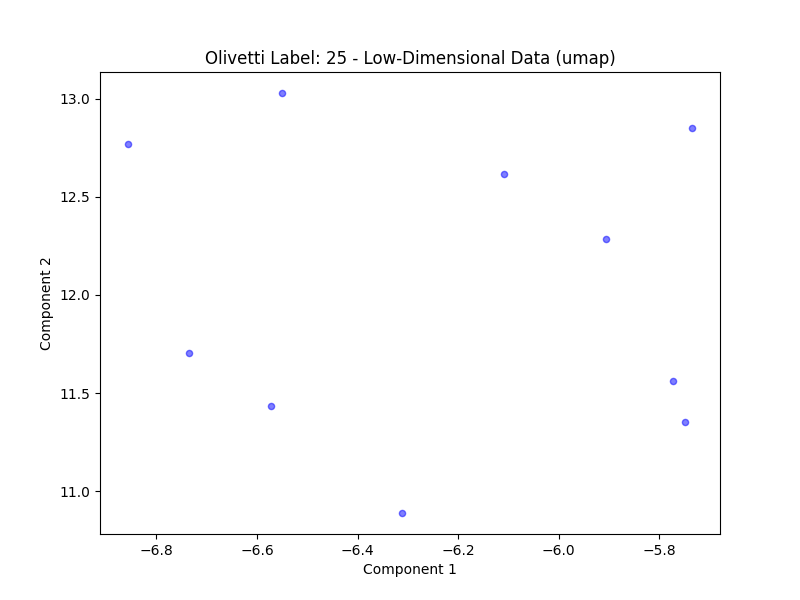 Olivetti Label: 25 - Low-Dimensional Data (umap)
13.0
12.5
12.0
11.5
11.0
Component 2
−6.8 −6.6 −6.4 −6.2 −6.0 −5.8
Component 1